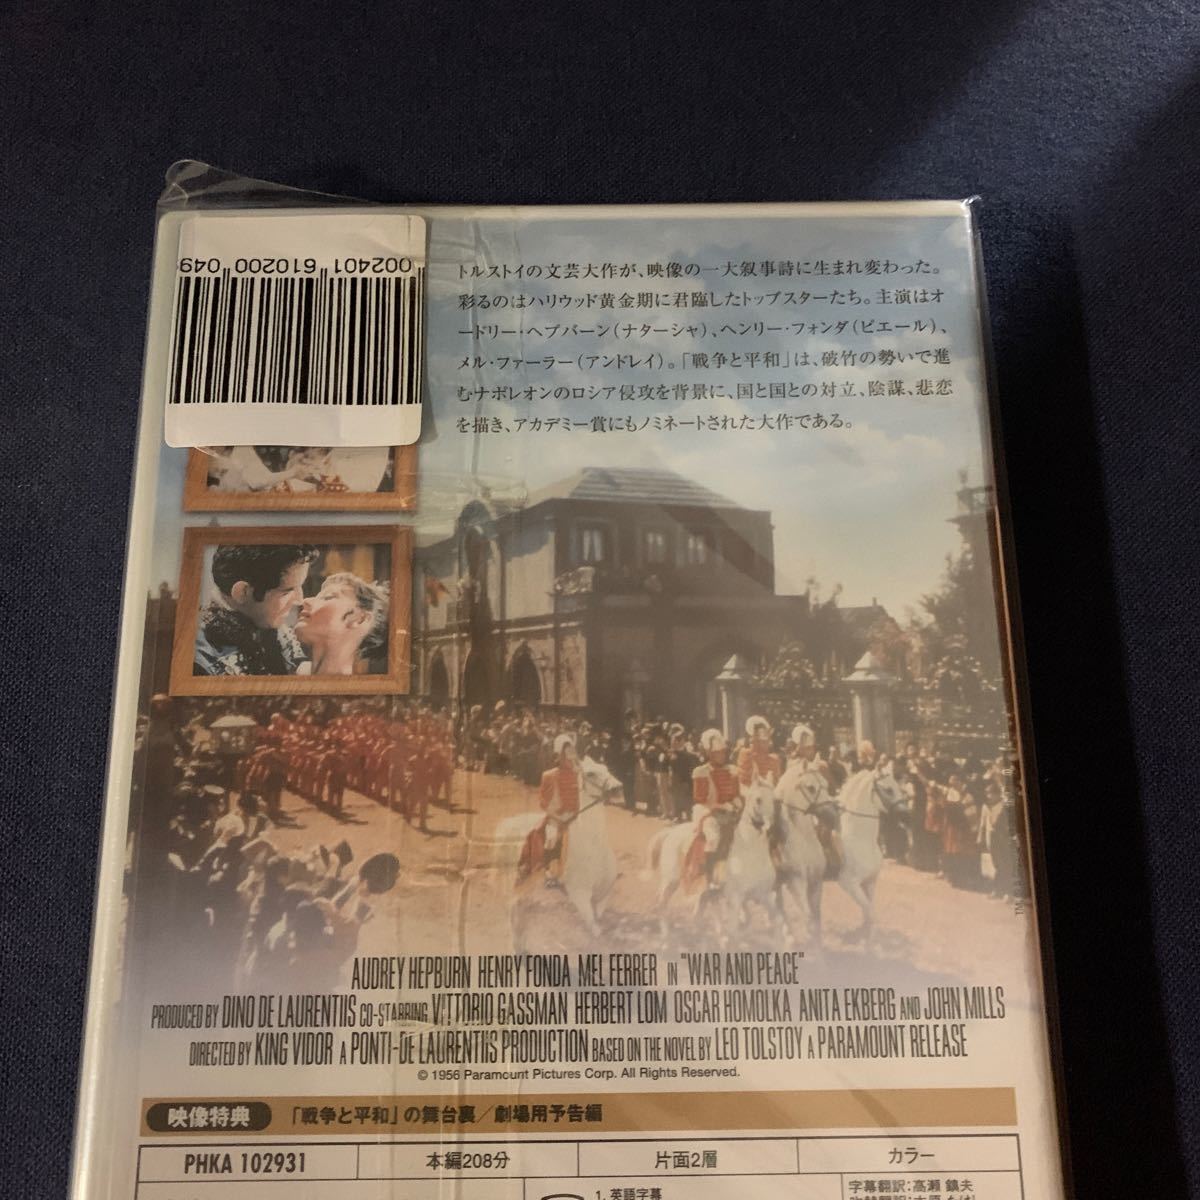 002401 610200 049
トルストイの文芸大作が、映像の一大叙事詩に生まれ変わった。
彩るのはハリウッド黄金期に君臨したトップスターたち。主演はオ
ードリー・ヘプバーン(ナターシャ)、ヘンリー・フォンダ(ピエール)、
メル・ファーラー(アンドレイ)。「戦争と平和」は、破竹の勢いで進
むナポレオンのロシア侵攻を背景に、国と国との対立、陰謀、悲恋
を描き、アカデミー賞にもノミネートされた大作である。
AUDREY HEPBURN HENRY FONDA MEL FERRER IN "WAR AND PEACE"
PRODUCED BY DINO DE LAURENTIIS CO-STARRING VITTORIO GASSMAN HERBERT LOM OSCAR HOMOLKA ANITA EKBERG AND JOHN MILLS
DIRECTED BY KING VIDOR A PONTI-DE LAURENTIIS PRODUCTION BASED ON THE NOVEL BY LEO TOLSTOY A PARAMOUNT RELEASE
© 1956 Paramount Pictures Corp. All Rights Reserved.
映像特典 「戦争と平和」の舞台裏/劇場用予告編
PHKA 102931 本編208分 片面2層 カラー
1. 英語字幕
字幕翻訳:高瀬 鎮夫